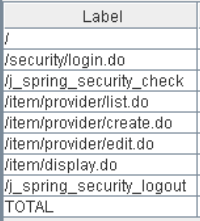 Label
/
/security/login.do
/j_spring_security_check
/item/provider/list.do
/item/provider/create.do
/item/provider/edit.do
/item/display.do
/j_spring_security_logout
TOTAL